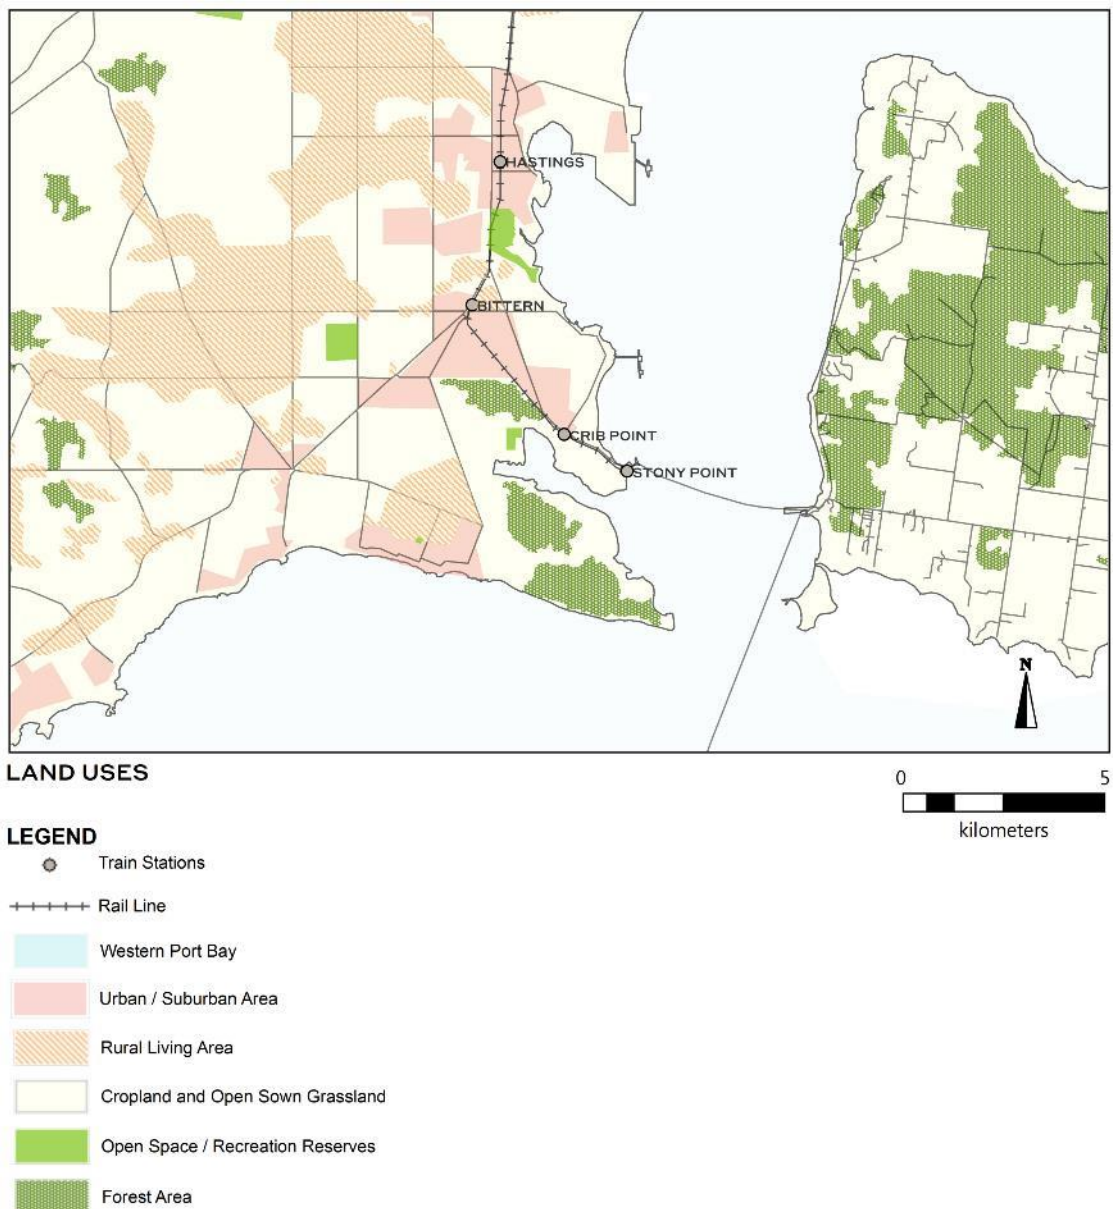 HASTINGS
BITTERN
CRIB POINT
STONY POINT
N
LAND USES
0 5
kilometers
LEGEND
Train Stations
Rail Line
Western Port Bay
Urban / Suburban Area
Rural Living Area
Cropland and Open Sown Grassland
Open Space / Recreation Reserves
Forest Area